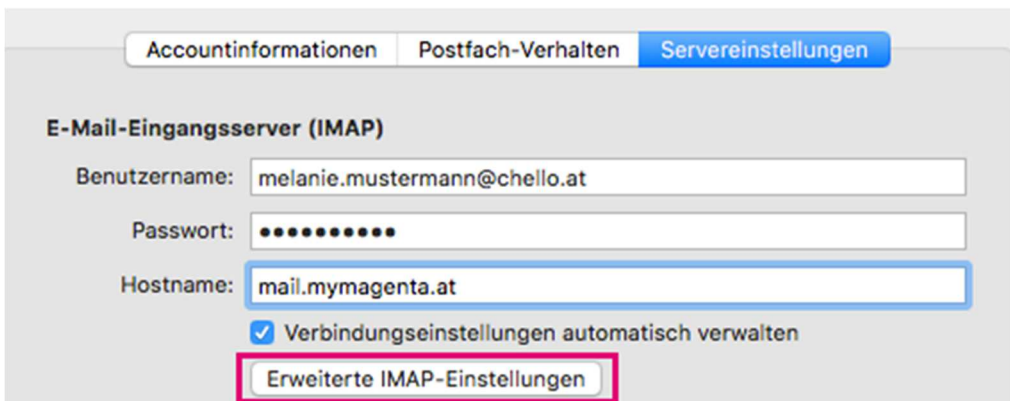 Accountinformationen Postfach-Verhalten Servereinstellungen
E-Mail-Eingangsserver (IMAP)
Benutzername: melanie.mustermann@chello.at
Passwort: ••••••••••
Hostname: mail.mymagenta.at
Verbindungseinstellungen automatisch verwalten
Erweiterte IMAP-Einstellungen